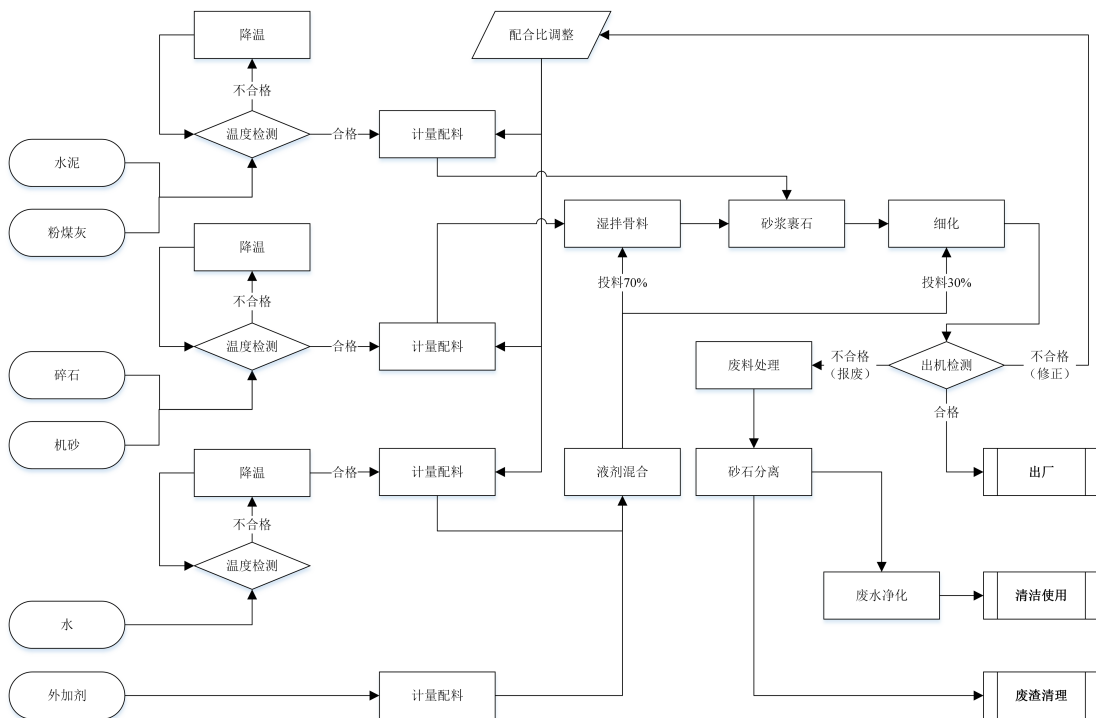 降温
配合比调整
不合格
温度检测
合格
计量配料
水泥
粉煤灰
湿拌骨料
砂浆裹石
细化
降温
投料70%
投料30%
不合格
温度检测
合格
计量配料
碎石
机砂
废料处理
不合格
（报废）
出机检测
不合格
（修正）
合格
降温
合格
计量配料
液剂混合
砂石分离
出厂
不合格
温度检测
水
废水净化
清洁使用
外加剂
计量配料
废渣清理